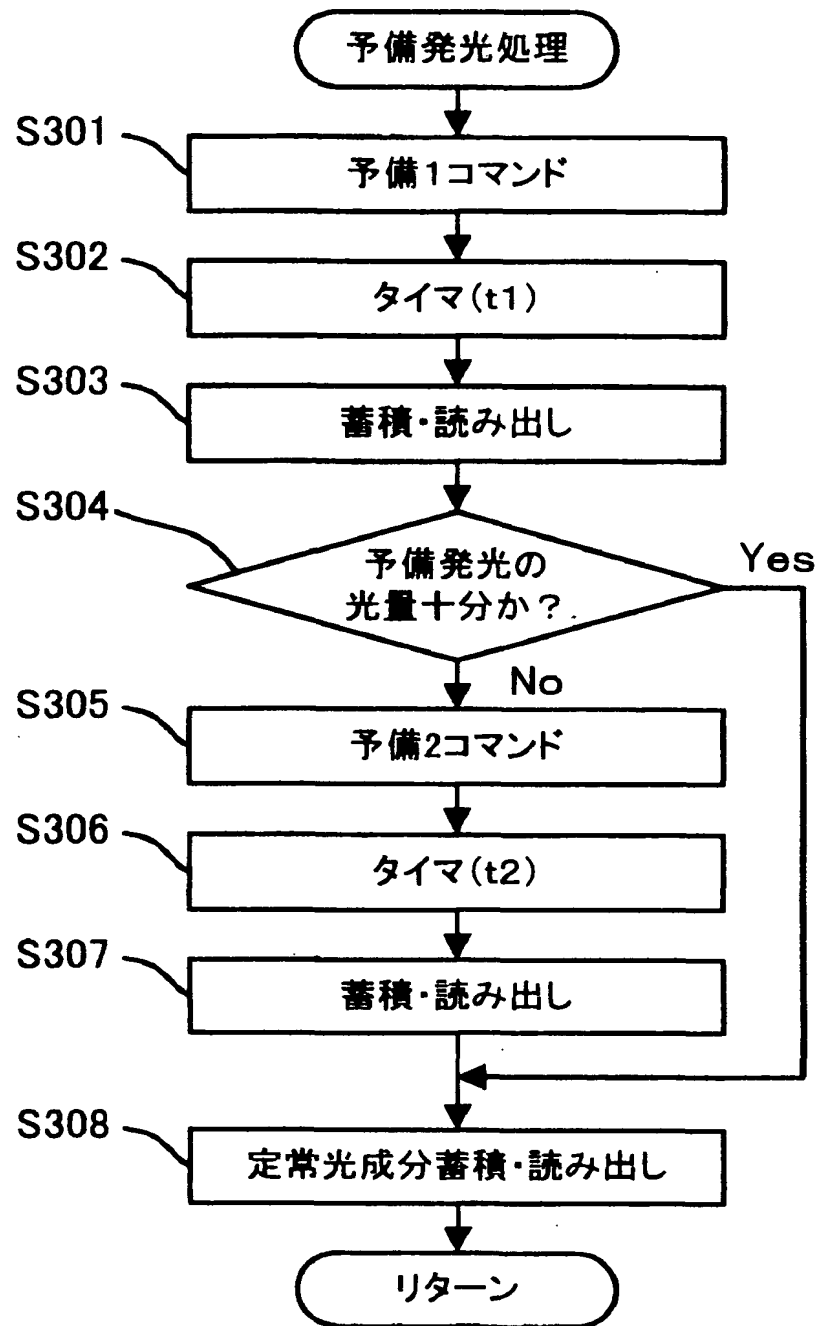 予備発光処理
S301
予備1コマンド
S302
タイマ(t1)
S303
蓄積・読み出し
S304
予備発光の
光量十分か?
Yes
No
S305
予備2コマンド
S306
タイマ(t2)
S307
蓄積・読み出し
S308
定常光成分蓄積・読み出し
リターン